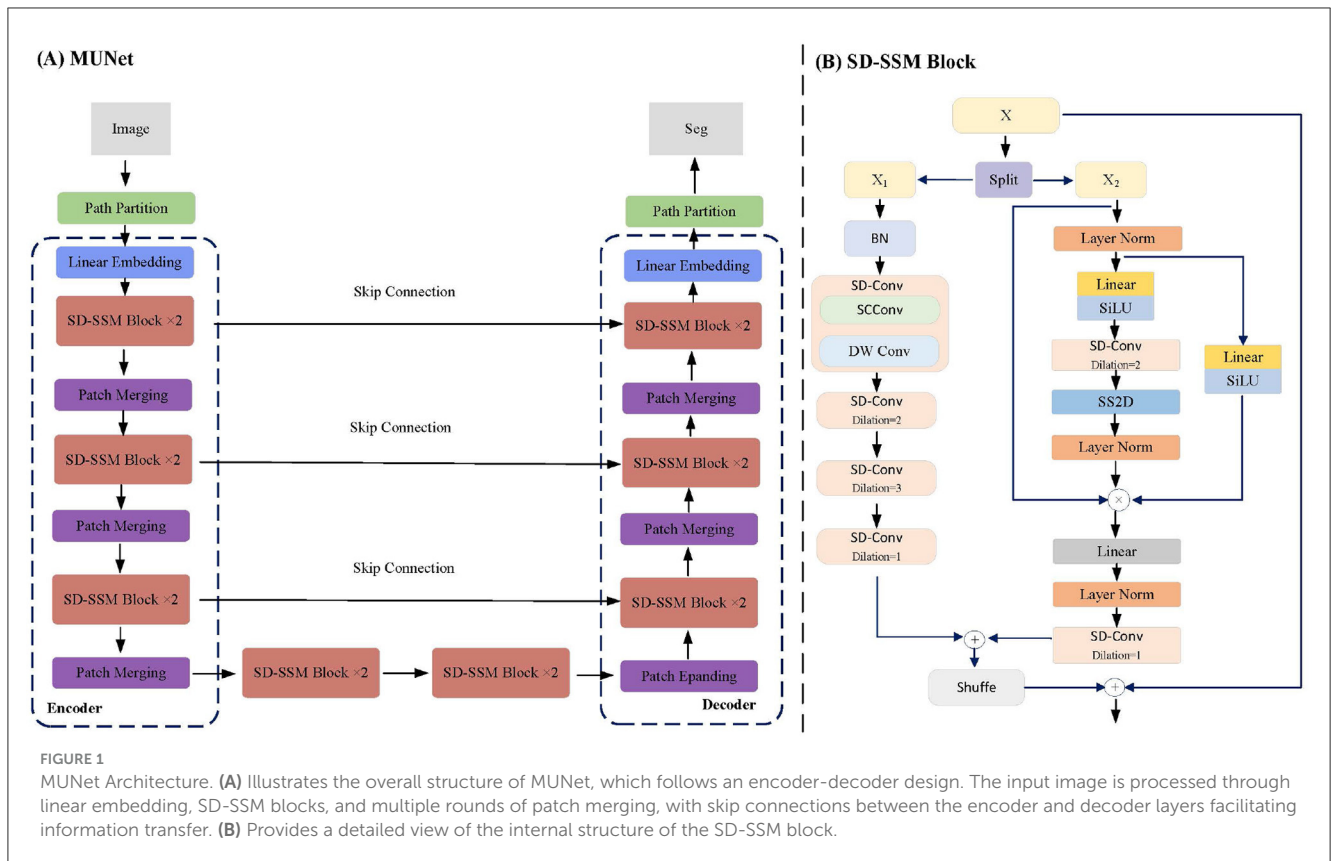 (A) MUNet
Image
Path Partition
Linear Embedding
SD-SSM Block ×2
Patch Merging
SD-SSM Block ×2
Patch Merging
SD-SSM Block ×2
Patch Merging
Encoder
Skip Connection
Skip Connection
Skip Connection
SD-SSM Block ×2
SD-SSM Block ×2
Seg
Path Partition
Linear Embedding
SD-SSM Block ×2
Patch Merging
SD-SSM Block ×2
Patch Merging
SD-SSM Block ×2
Patch Epanding
Decoder
(B) SD-SSM Block
X
Split
X₁
X₂
BN
SD-Conv
SCConv
DW Conv
SD-Conv
Dilation=2
SD-Conv
Dilation=3
SD-Conv
Dilation=1
Layer Norm
Linear
SiLU
SD-Conv
Dilation=2
SS2D
Layer Norm
Linear
SiLU
×
Linear
Layer Norm
SD-Conv
Dilation=1
+
Shuffe
+
FIGURE 1
MUNet Architecture. (A) Illustrates the overall structure of MUNet, which follows an encoder-decoder design. The input image is processed through
linear embedding, SD-SSM blocks, and multiple rounds of patch merging, with skip connections between the encoder and decoder layers facilitating
information transfer. (B) Provides a detailed view of the internal structure of the SD-SSM block.